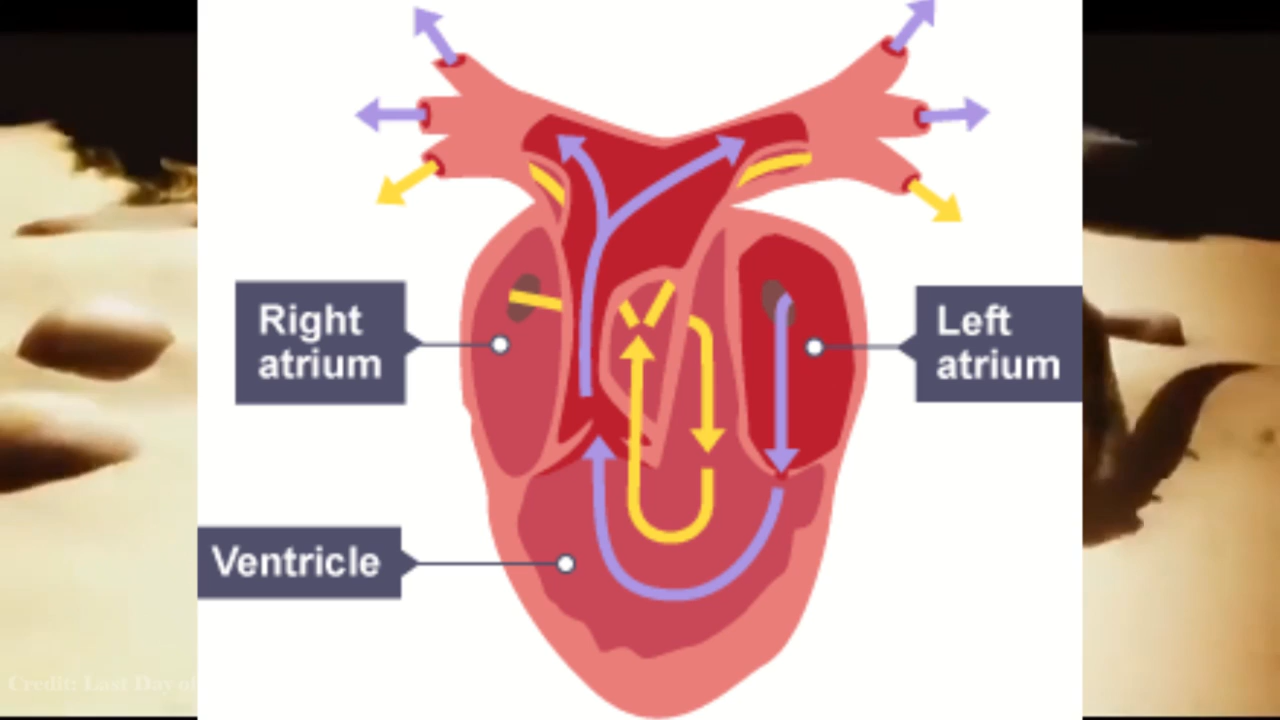 Right
atrium
Left
atrium
Ventricle
Credit: Last Day of